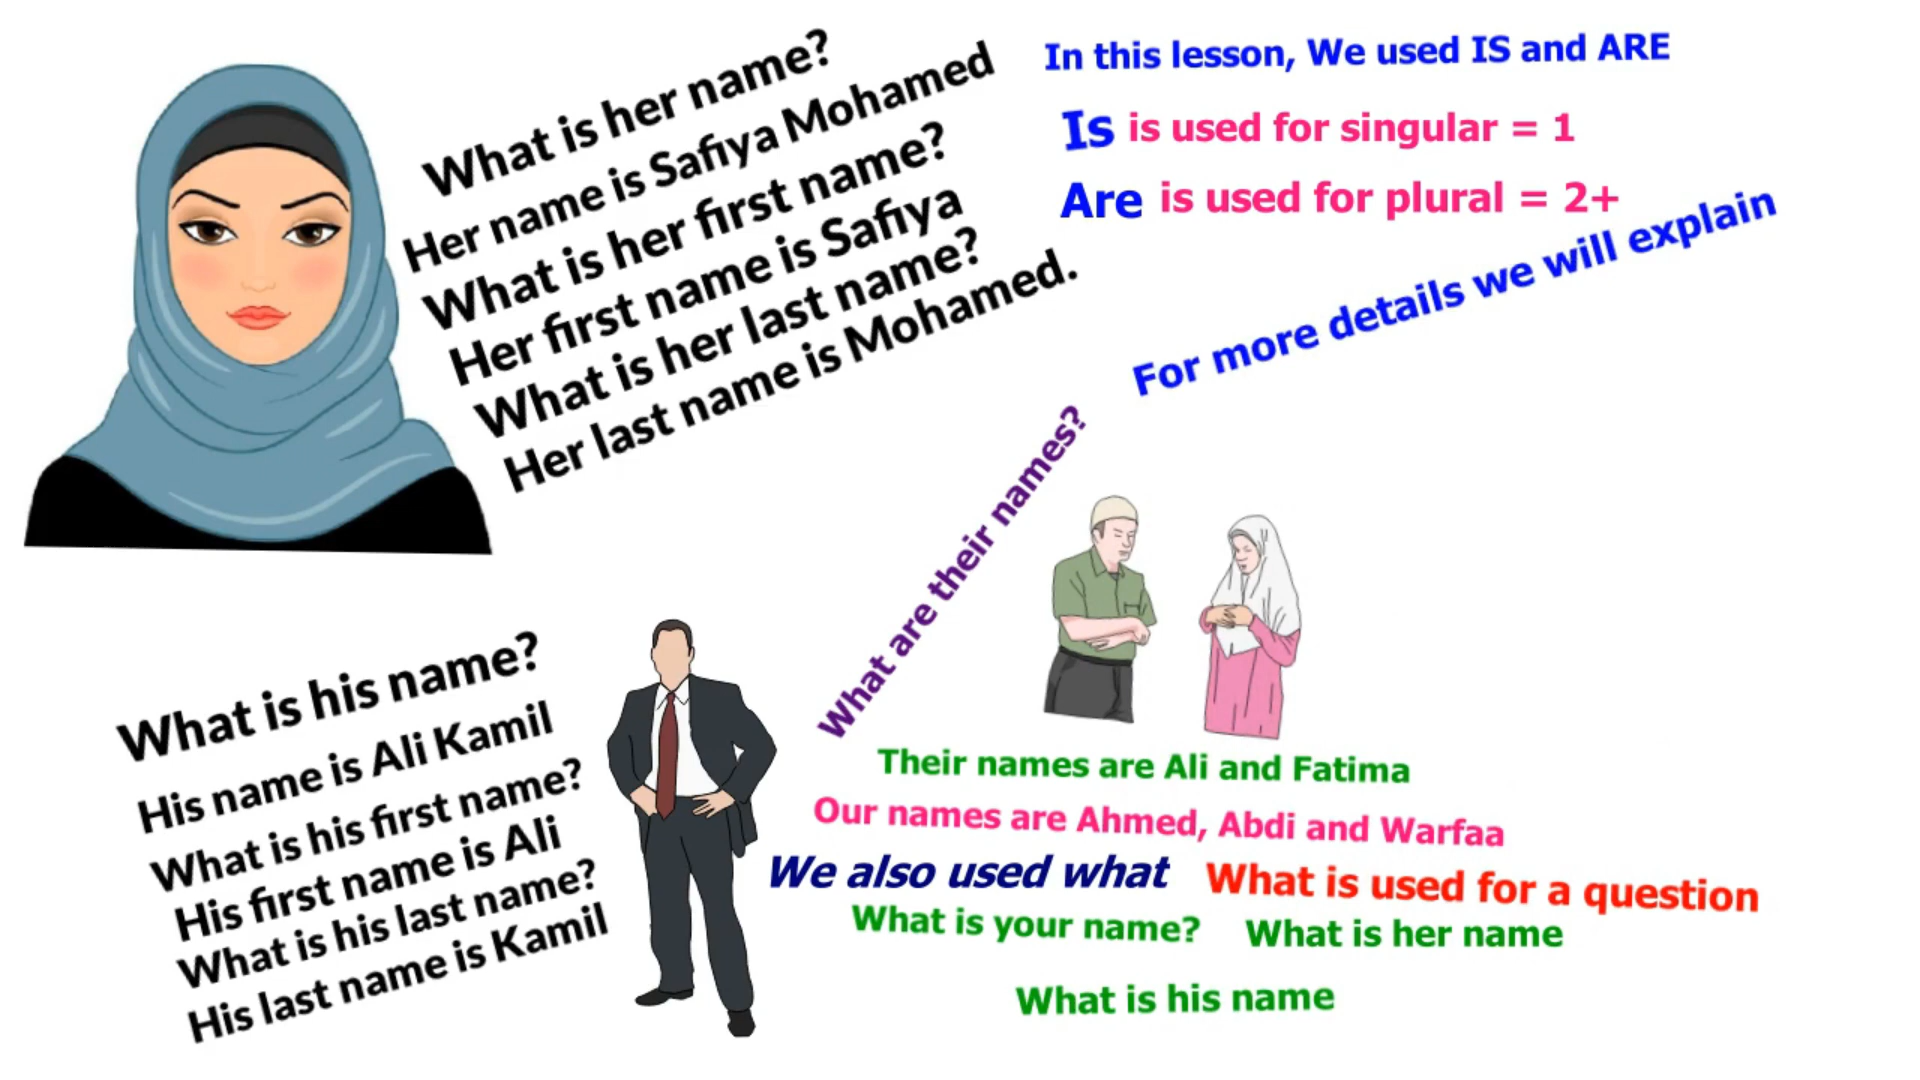 What is her name?
Her name is Safiya Mohamed
What is her first name?
Her first name is Safiya
What is her last name?
Her last name is Mohamed.
In this lesson, We used IS and ARE
Is is used for singular = 1
Are is used for plural = 2+
For more details we will explain
What is his name?
His name is Ali Kamil
What is his first name?
His first name is Ali
What is his last name?
His last name is Kamil
What are their names?
Their names are Ali and Fatima
Our names are Ahmed, Abdi and Warfaa
We also used what
What is used for a question
What is your name?
What is her name
What is his name